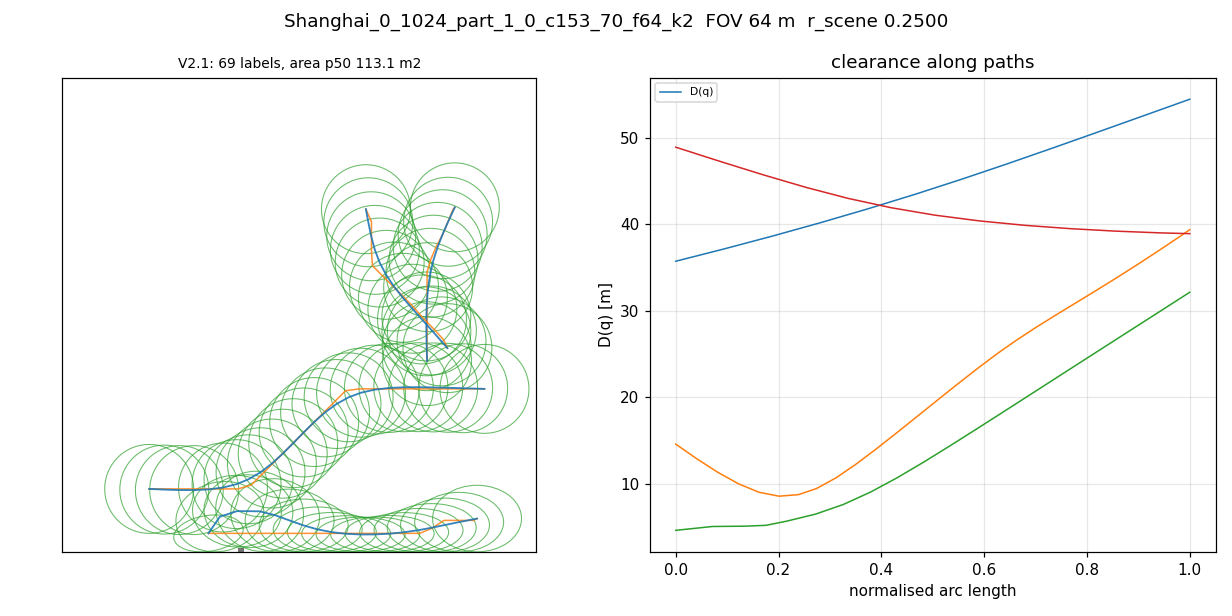 Shanghai_0_1024_part_1_0_c153_70_f64_k2 FOV 64 m r_scene 0.2500
V2.1: 69 labels, area p50 113.1 m2
clearance along paths
D(q)
50
40
30
20
10
D(q) [m]
0.0 0.2 0.4 0.6 0.8 1.0
normalised arc length